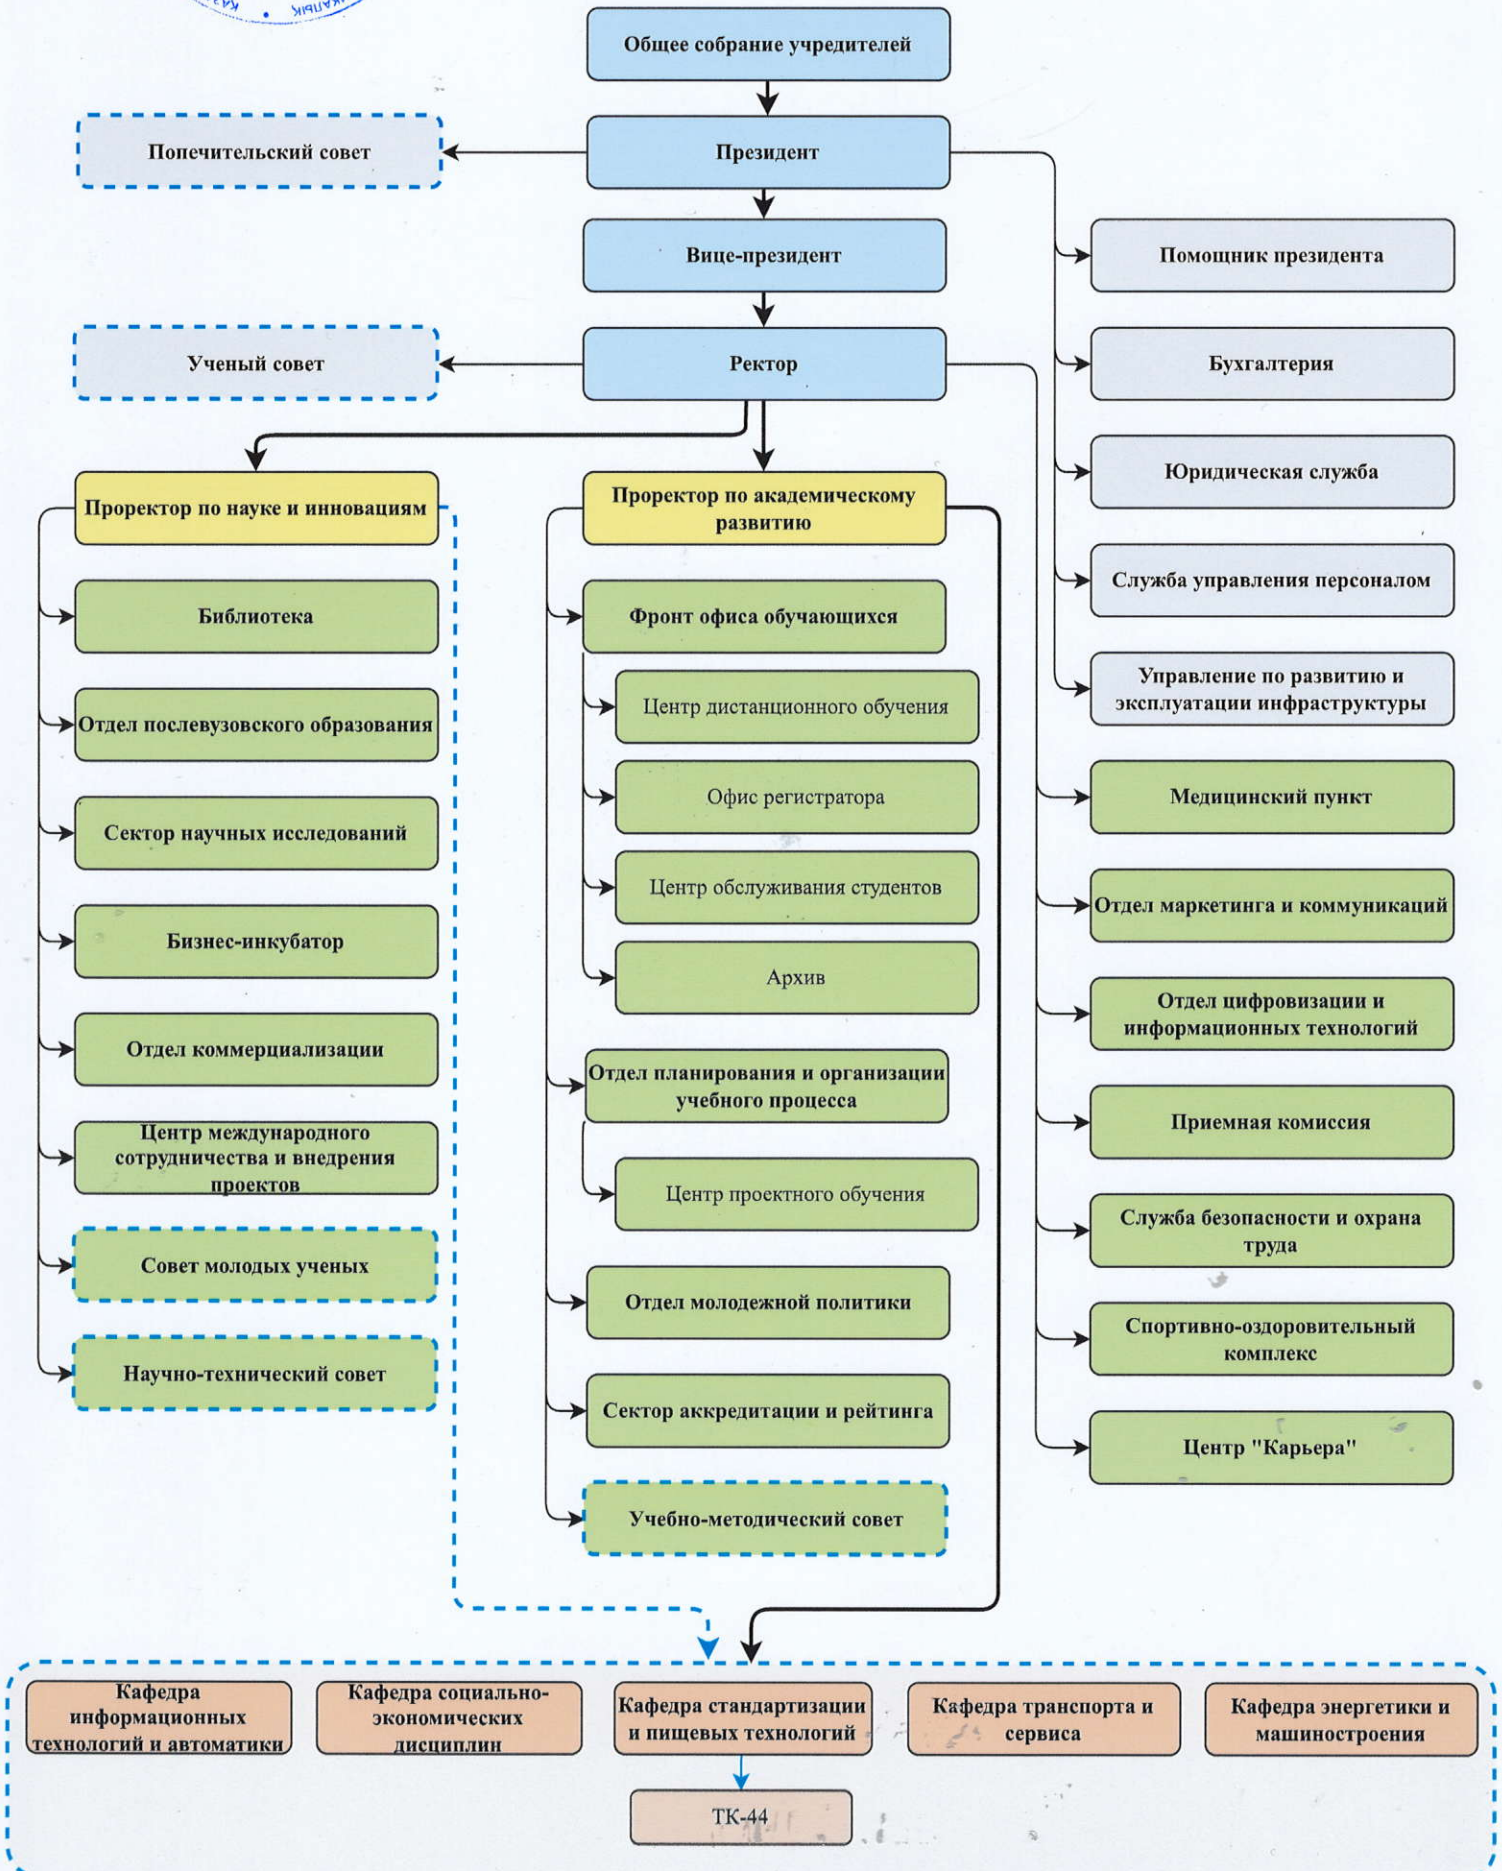 Общее собрание учредителей
Попечительский совет
Президент
Вице-президент
Помощник президента
Ученый совет
Ректор
Бухгалтерия
Юридическая служба
Проректор по науке и инновациям
Проректор по академическому
развитию
Служба управления персоналом
Библиотека
Фронт офиса обучающихся
Управление по развитию и
эксплуатации инфраструктуры
Отдел послевузовского образования
Центр дистанционного обучения
Офис регистратора
Медицинский пункт
Сектор научных исследований
Центр обслуживания студентов
Отдел маркетинга и коммуникаций
Бизнес-инкубатор
Архив
Отдел цифровизации и
информационных технологий
Отдел коммерциализации
Отдел планирования и организации
учебного процесса
Приемная комиссия
Центр международного
сотрудничества и внедрения
проектов
Центр проектного обучения
Служба безопасности и охрана
труда
Совет молодых ученых
Отдел молодежной политики
Спортивно-оздоровительный
комплекс
Научно-технический совет
Сектор аккредитации и рейтинга
Центр "Карьера"
Учебно-методический совет
Кафедра
информационных
технологий и автоматики
Кафедра социально-
экономических
дисциплин
Кафедра стандартизации
и пищевых технологий
Кафедра транспорта и
сервиса
Кафедра энергетики и
машиностроения
ТК-44